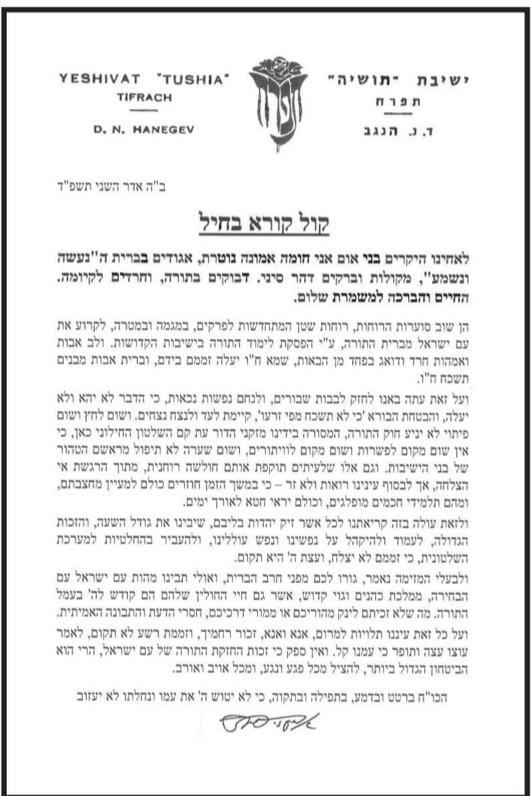 YESHIVAT "TUSHIA"
TIFRACH
D. N. HANEGEV
ישיבת "תושיה"
תפרח
ד. נ. הנגב
ב"ה אדר השני תשפ"ד
קול קורא בחיל
לאחינו היקרים בני אום אני חומה אמונה נוטרת, אגודים בברית ה"נעשה
ונשמע", מקולות וברקים דהר סיני. דבוקים בתורה, וחרדים לקיומה.
החיים והברכה למשמרת שלום.
הן שוב סוערות הרוחות, רוחות שטן המתחדשות לפרקים, במגמה ובמטרה, לקרוע את
עם ישראל מברית התורה, ע"י הפסקת לימוד התורה בישיבות הקדושות. ולב אבות
ואמהות חרד ודואג בפחד מן הבאות, שמא ח"ו יעלה זממם בידם, וברית אבות מבנים
תשכח ח"ו.
ועל זאת עתה באנו לחזק לבבות שבורים, ולנחם נפשות נכאות, כי הדבר לא יהא ולא
יעלה, והבטחת הבורא 'כי לא תשכח מפי זרעו', קיימת לעד ולנצח נצחים. ושום לחץ ושום
פיתוי לא יניע חוק התורה, המסורה בידינו מזקני הדור עת קם השלטון החילוני כאן, כי
אין שום מקום לפשרות ושום מקום לוויתורים, ושום שערה לא תיפול מראשם הטהור
של בני הישיבות. וגם אלו שלעיתים תוקפת אותם חולשה רוחנית, מתוך הרגשת אי
הצלחה, אך לבסוף עינינו רואות ולא זר – כי במשך הזמן חוזרים כולם למעיין מחצבתם,
ומהם תלמידי חכמים מופלגים, וכולם יראי חטא לאורך ימים.
ולזאת עולה בזה קריאתנו לכל אשר זיק יהדות בליבם, שיבינו את גודל השעה, והזכות
הגדולה, לעמוד ולהיקהל על נפשינו ונפש עוללינו, ולהעביר בהחלטיות למערכת
השלטונית, כי זממם לא יצלח, ועצת ה' היא תקום.
ולבעלי המזימה נאמר, גורו לכם מפני חרב הברית, ואולי תבינו מהות עם ישראל עם
הבחירה, ממלכת כהנים וגוי קדוש, אשר גם חיי החולין שלהם הם קודש לה' בעמל
התורה. מה שלא זכיתם לינק מהוריכם או ממורי דרכיכם, חסרי הדעת והתבונה האמיתית.
ועל כל זאת עיננו תלויות למרום, אנא ואנא, זכור רחמיך, וזממת רשע לא תקום, לאמר
עוצו עצה ותופר כי עמנו קל. ואין ספק כי זכות החזקת התורה של עם ישראל, הרי הוא
הביטחון הגדול ביותר, להציל מכל פגע ונגע, ומכל אויב ואורב.
הכו"ח ברטט ובדמע, בתפילה ובתקוה, כי לא יטוש ה' את עמו ונחלתו לא יעזוב